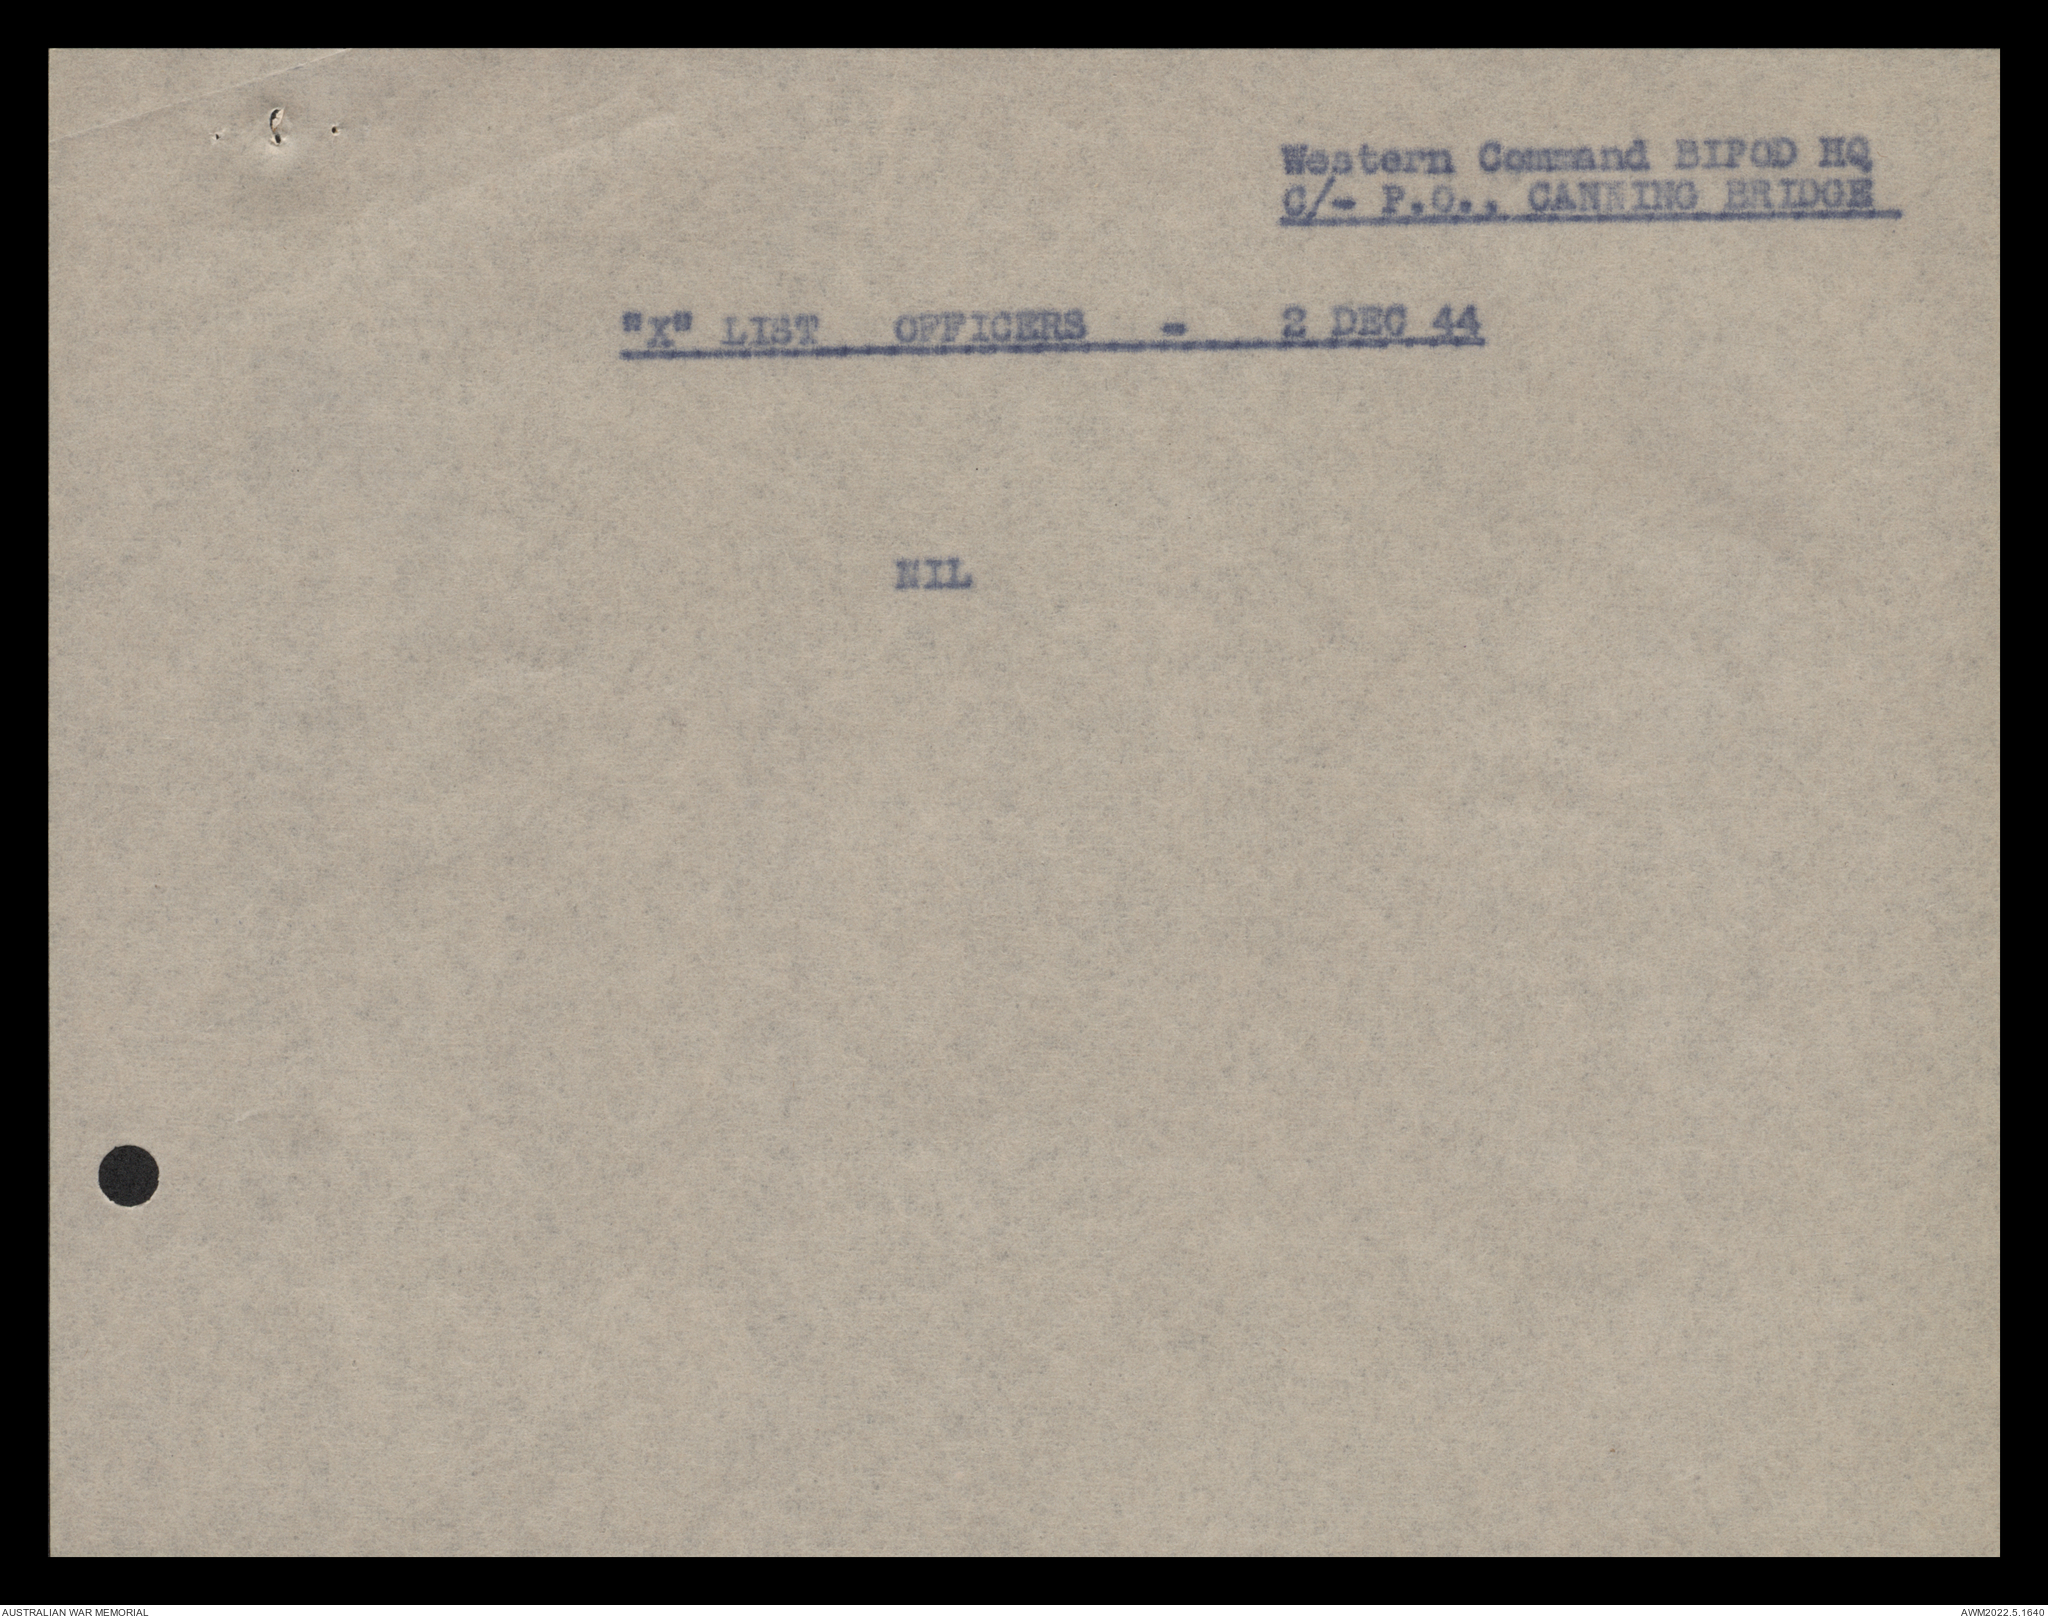 Western Command BIPOD HQ
C/- P.O., CANNING BRIDGE
"X" LIST OFFICERS - 2 DEC 44
NIL
AUSTRALIAN WAR MEMORIAL
AWM2022.5.1640